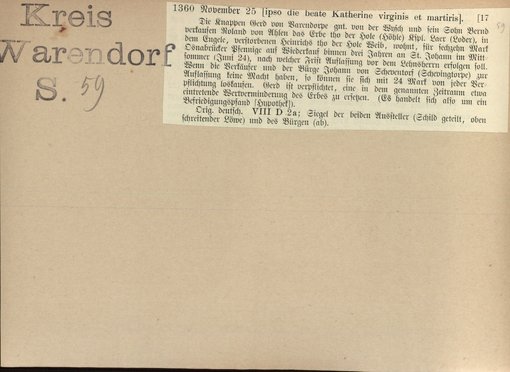 Kreis
Warendorf
S. 59
1360 November 25 [ipso die beate Katherine virginis et martiris]. [17
59
Die Knappen Gerd von Varendorpe gnt. von der Wysch und sein Sohn Bernd
verkaufen Roland von Ahlen das Erbe tho der Hole (Höhle) Kspl. Laer (Loder), in
dem Engele, verstorbenen Heinrichs tho der Hole Weib, wohnt, für sechzehn Mark
Osnabrücker Pfennige auf Wiederkauf binnen drei Jahren an St. Johann im Mitt-
sommer (Juni 24), nach welcher Frist Auflassung vor dem Lehnsherrn erfolgen soll.
Wenn die Verkäufer und der Bürge Johann von Scheventorf (Schevingtorpe) zur
Auflassung keine Macht haben, so können sie sich mit 24 Mark von jeder Ver-
pflichtung loskaufen. Gerd ist verpflichtet, eine in dem genannten Zeitraum etwa
eintretende Wertverminderung des Erbes zu ersetzen. (Es handelt sich also um ein
Befriedigungspfand [Hypothek]).
Orig. deutsch. VIII D 2a; Siegel der beiden Aussteller (Schild geteilt, oben
schreitender Löwe) und des Bürgen (ab).